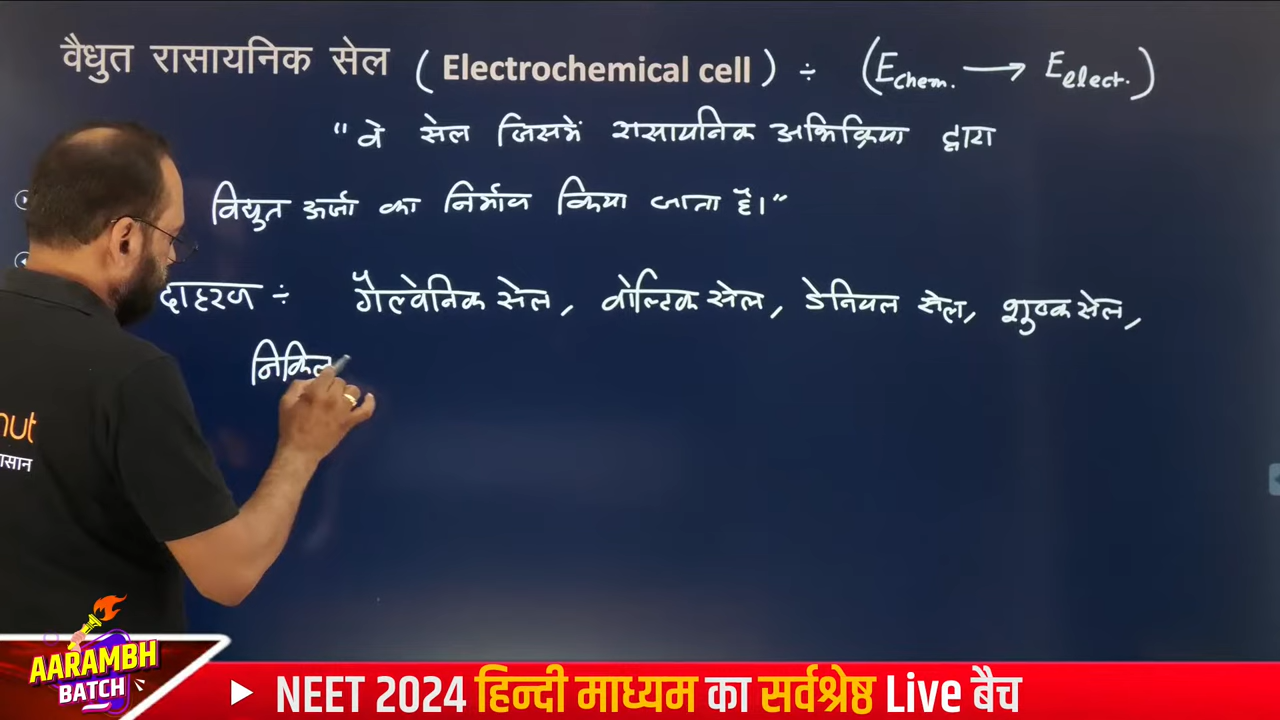 वैधुत रासायनिक सेल ( Electrochemical cell ) ÷ (Echem. → Eelect.)
"वे सेल जिसमें रासायनिक अभिक्रिया द्वारा
विद्युत ऊर्जा का निर्माण किया जाता है।"
दाहरण ÷ गैल्वेनिक सेल, वोल्टिक सेल, डेनियल सेल, शुष्क सेल,
निकिल
nut
ासान
AARAMBH
BATCH
NEET 2024 हिन्दी माध्यम का सर्वश्रेष्ठ Live बैच